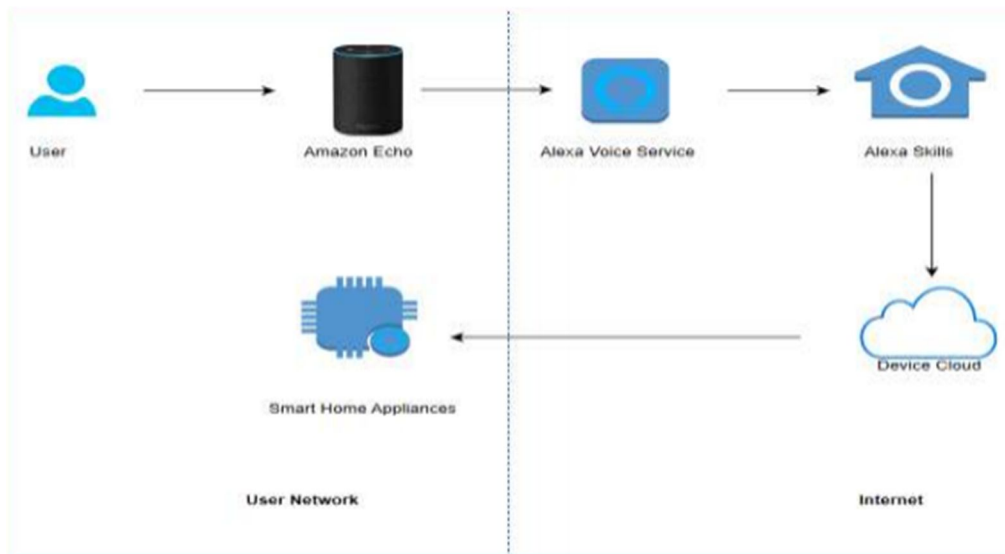 User
Amazon Echo
Alexa Voice Service
Alexa Skills
Device Cloud
Smart Home Appliances
User Network
Internet